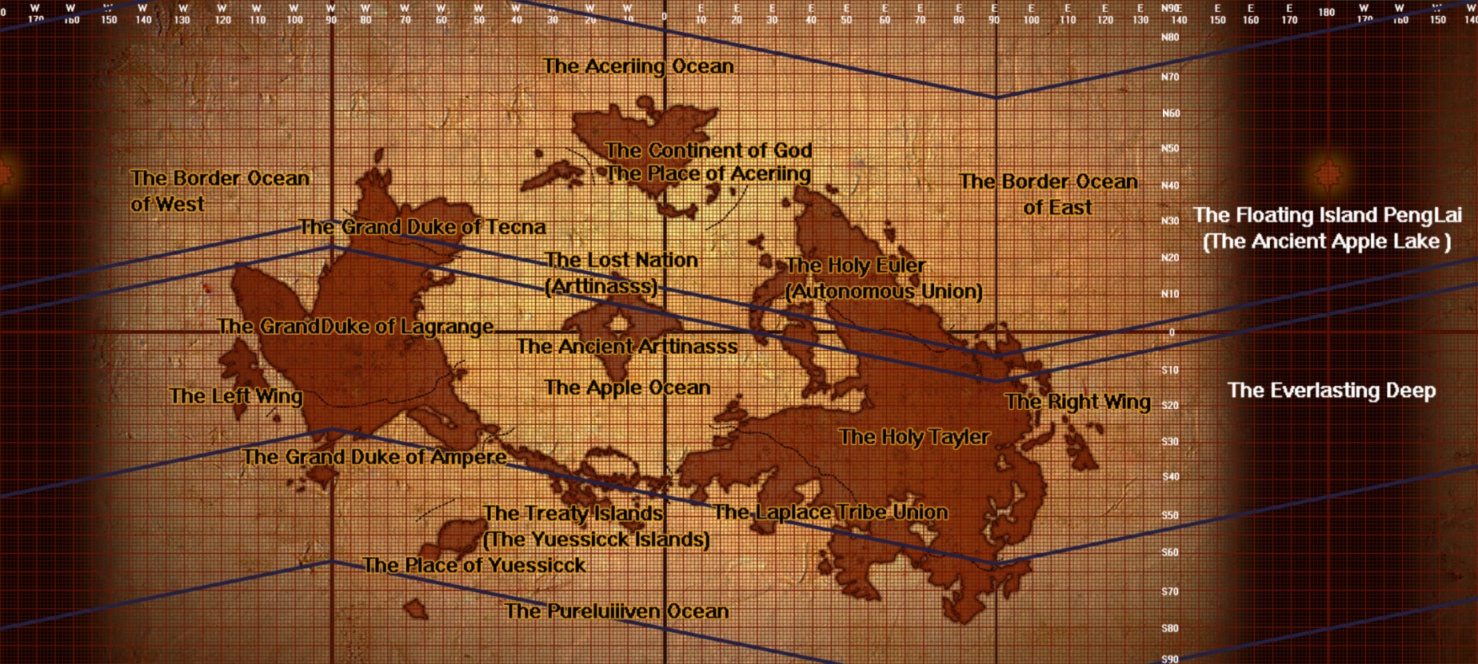 0 W 170 W 160 W 150 W 140 W 130 W 120 W 110 W 100 W 90 W 80 W 70 W 60 W 50 W 40 W 30 W 20 W 10 0 E 10 E 20 E 30 E 40 E 50 E 60 E 70 E 80 E 90 E 100 E 110 E 120 E 130 E 140 E 150 E 160 E 170 180 W 170 W 160 W 150 W 140
N90
N80
The Aceriing Ocean
N70
N60
The Continent of God
N50
The Place of Aceriing
The Border Ocean
of West
The Border Ocean
of East
N40
The Floating Island PengLai
(The Ancient Apple Lake )
The Grand Duke of Tecna
N30
The Lost Nation
(Arttinasss)
The Holy Euler
(Autonomous Union)
N20
N10
The GrandDuke of Lagrange
0
The Ancient Arttinasss
S10
The Apple Ocean
The Everlasting Deep
The Left Wing
The Right Wing
S20
The Holy Tayler
S30
The Grand Duke of Ampere
S40
The Treaty Islands
(The Yuessicck Islands)
The Laplace Tribe Union
S50
S60
The Place of Yuessicck
S70
The Pureluiiiven Ocean
S80
S90